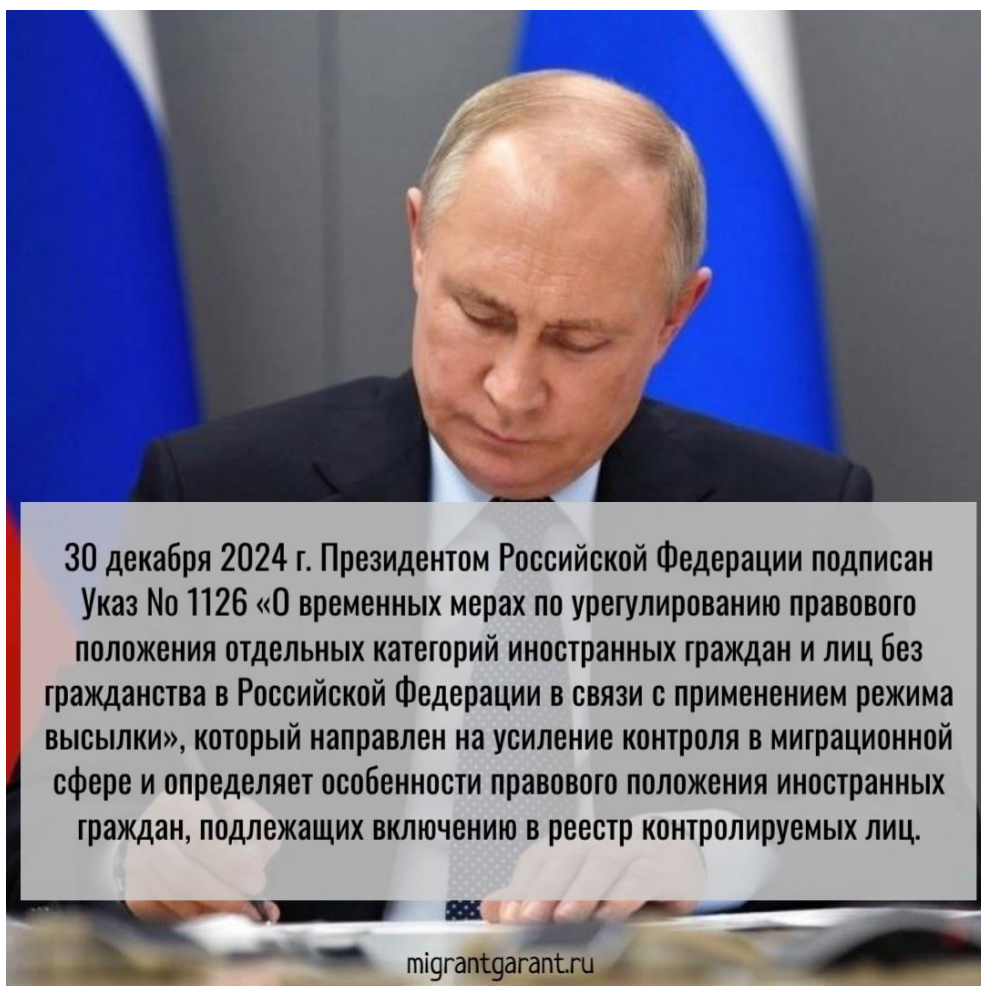 30 декабря 2024 г. Президентом Российской Федерации подписан
Указ No 1126 «О временных мерах по урегулированию правового
положения отдельных категорий иностранных граждан и лиц без
гражданства в Российской Федерации в связи с применением режима
высылки», который направлен на усиление контроля в миграционной
сфере и определяет особенности правового положения иностранных
граждан, подлежащих включению в реестр контролируемых лиц.
migrantgarant.ru